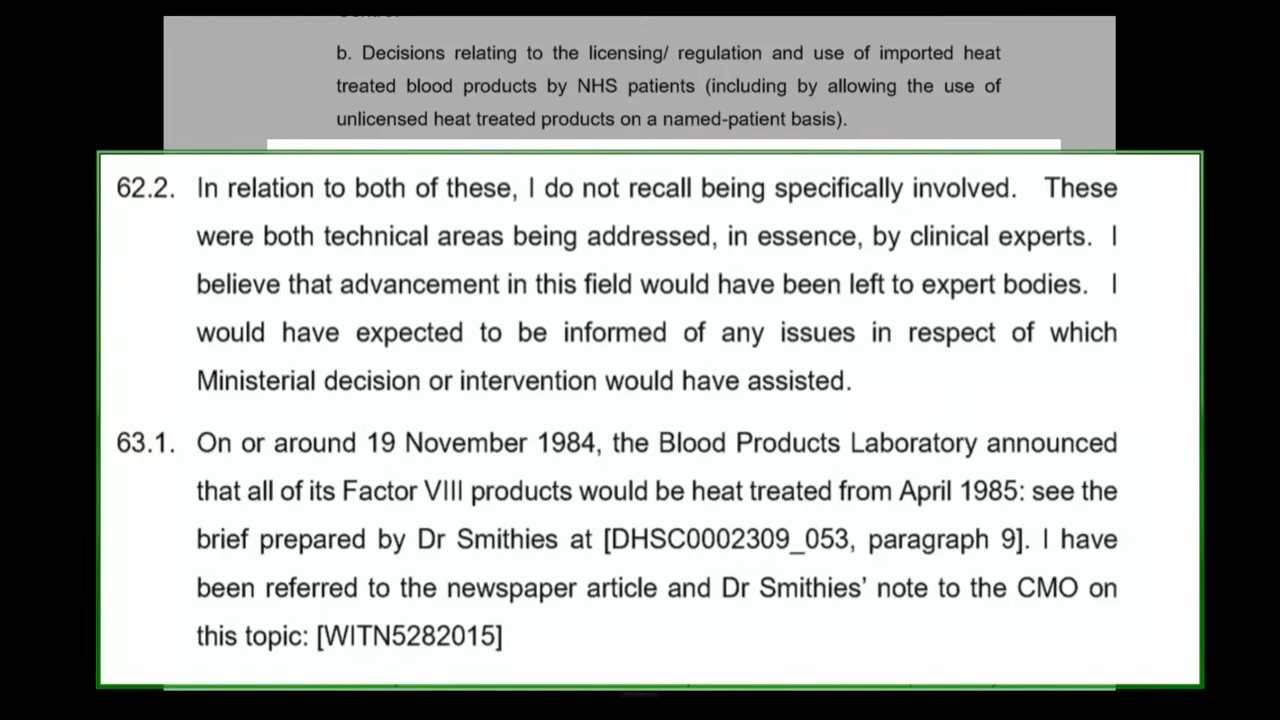 b. Decisions relating to the licensing/ regulation and use of imported heat
treated blood products by NHS patients (including by allowing the use of
unlicensed heat treated products on a named-patient basis).
62.2. In relation to both of these, I do not recall being specifically involved. These
were both technical areas being addressed, in essence, by clinical experts. I
believe that advancement in this field would have been left to expert bodies. I
would have expected to be informed of any issues in respect of which
Ministerial decision or intervention would have assisted.
63.1. On or around 19 November 1984, the Blood Products Laboratory announced
that all of its Factor VIII products would be heat treated from April 1985: see the
brief prepared by Dr Smithies at [DHSC0002309_053, paragraph 9]. I have
been referred to the newspaper article and Dr Smithies’ note to the CMO on
this topic: [WITN5282015]